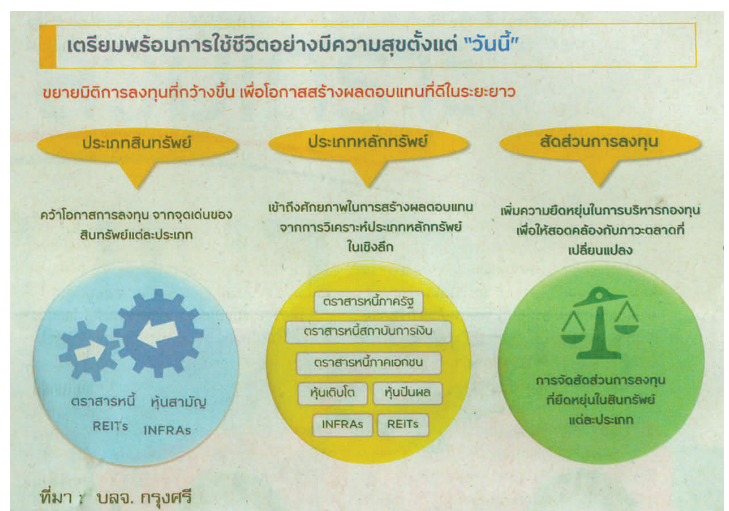 เตรียมพร้อมการใช้ชีวิตอย่างมีความสุขตั้งแต่ “วันนี้”
ขยายมิติการลงทุนที่กว้างขึ้น เพื่อโอกาสสร้างผลตอบแทนที่ดีในระยะยาว
ประเภทสินทรัพย์
คว้าโอกาสการลงทุน จากจุดเด่นของ
สินทรัพย์แต่ละประเภท
ตราสารหนี้ หุ้นสามัญ
REITs INFRAs
ประเภทหลักทรัพย์
เข้าถึงศักยภาพในการสร้างผลตอบแทน
จากการวิเคราะห์ประเภทหลักทรัพย์
ในเชิงลึก
ตราสารหนี้ภาครัฐ
ตราสารหนี้สถาบันการเงิน
ตราสารหนี้ภาคเอกชน
หุ้นเติบโต หุ้นปันผล
INFRAs REITs
สัดส่วนการลงทุน
เพิ่มความยืดหยุ่นในการบริหารกองทุน
เพื่อให้สอดคล้องกับภาวะตลาดที่
เปลี่ยนแปลง
การจัดสัดส่วนการลงทุน
ที่ยืดหยุ่นในสินทรัพย์
แต่ละประเภท
ที่มา : บลจ. กรุงศรี